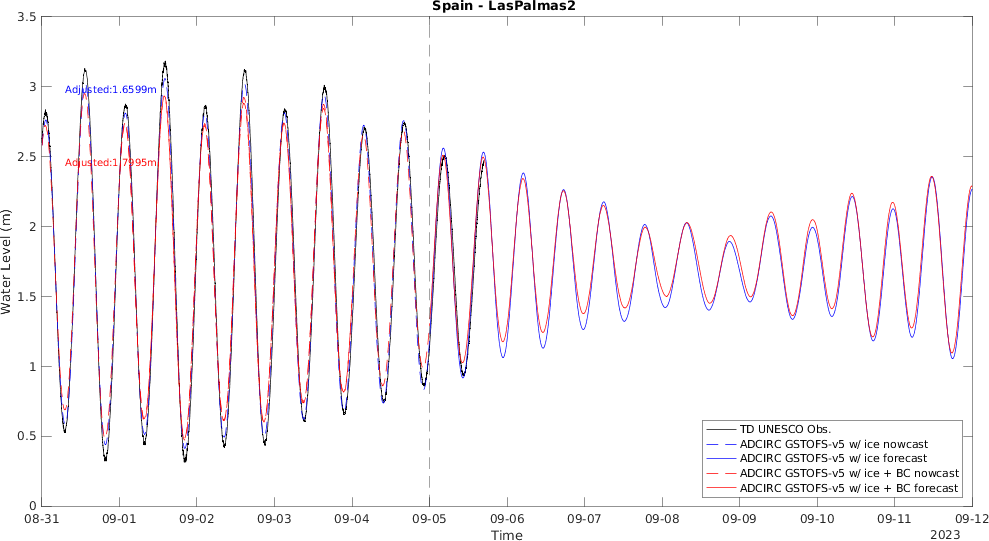 Spain - LasPalmas2
3.5
3
2.5
2
1.5
1
0.5
0
Water Level (m)
Adjusted:1.6599m
Adjusted:1.7995m
TD UNESCO Obs.
ADCIRC GSTOFS-v5 w/ ice nowcast
ADCIRC GSTOFS-v5 w/ ice forecast
ADCIRC GSTOFS-v5 w/ ice + BC nowcast
ADCIRC GSTOFS-v5 w/ ice + BC forecast
08-31 09-01 09-02 09-03 09-04 09-05 09-06 09-07 09-08 09-09 09-10 09-11 09-12
Time
2023